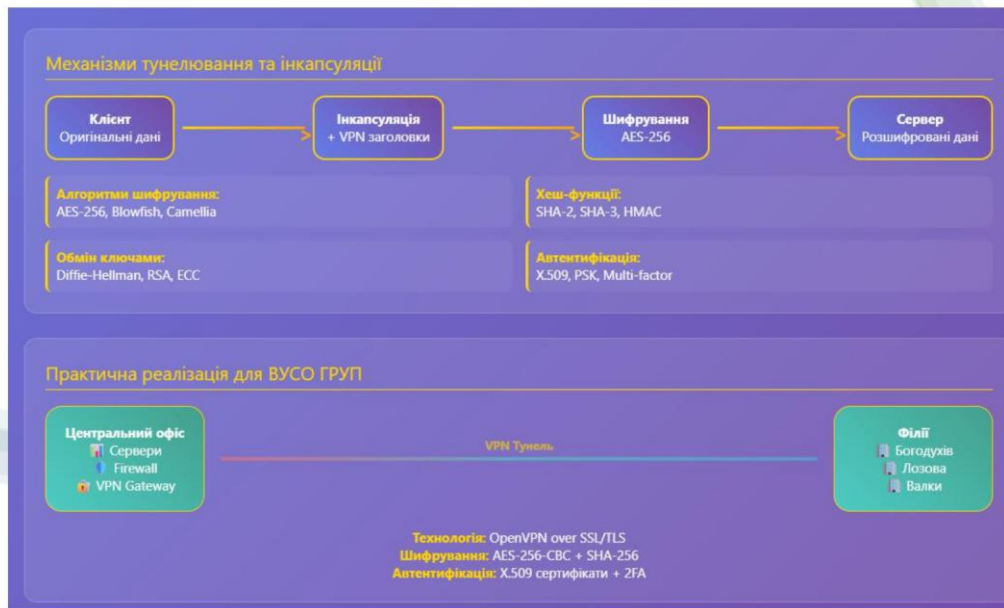 Механізми тунелювання та інкапсуляції
Клієнт
Оригінальні дані
Інкапсуляція
+ VPN заголовки
Шифрування
AES-256
Сервер
Розшифровані дані
Алгоритми шифрування:
AES-256, Blowfish, Camellia
Хеш-функції:
SHA-2, SHA-3, HMAC
Обмін ключами:
Diffie-Hellman, RSA, ECC
Автентифікація:
X.509, PSK, Multi-factor
Практична реалізація для ВУСО ГРУП
Центральний офіс
Сервери
Firewall
VPN Gateway
VPN Тунель
Філії
Богодухів
Лозова
Валки
Технологія: OpenVPN over SSL/TLS
Шифрування: AES-256-CBC + SHA-256
Автентифікація: X.509 сертифікати + 2FA